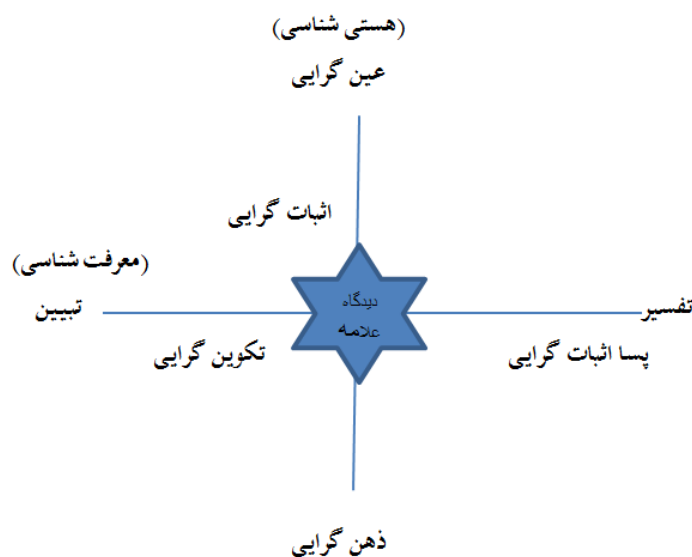 (هستی شناسی)
عین گرایی
اثبات گرایی
(معرفت شناسی)
تبیین
دیدگاه
علامه
تفسیر
تکوین گرایی
پسا اثبات گرایی
ذهن گرایی